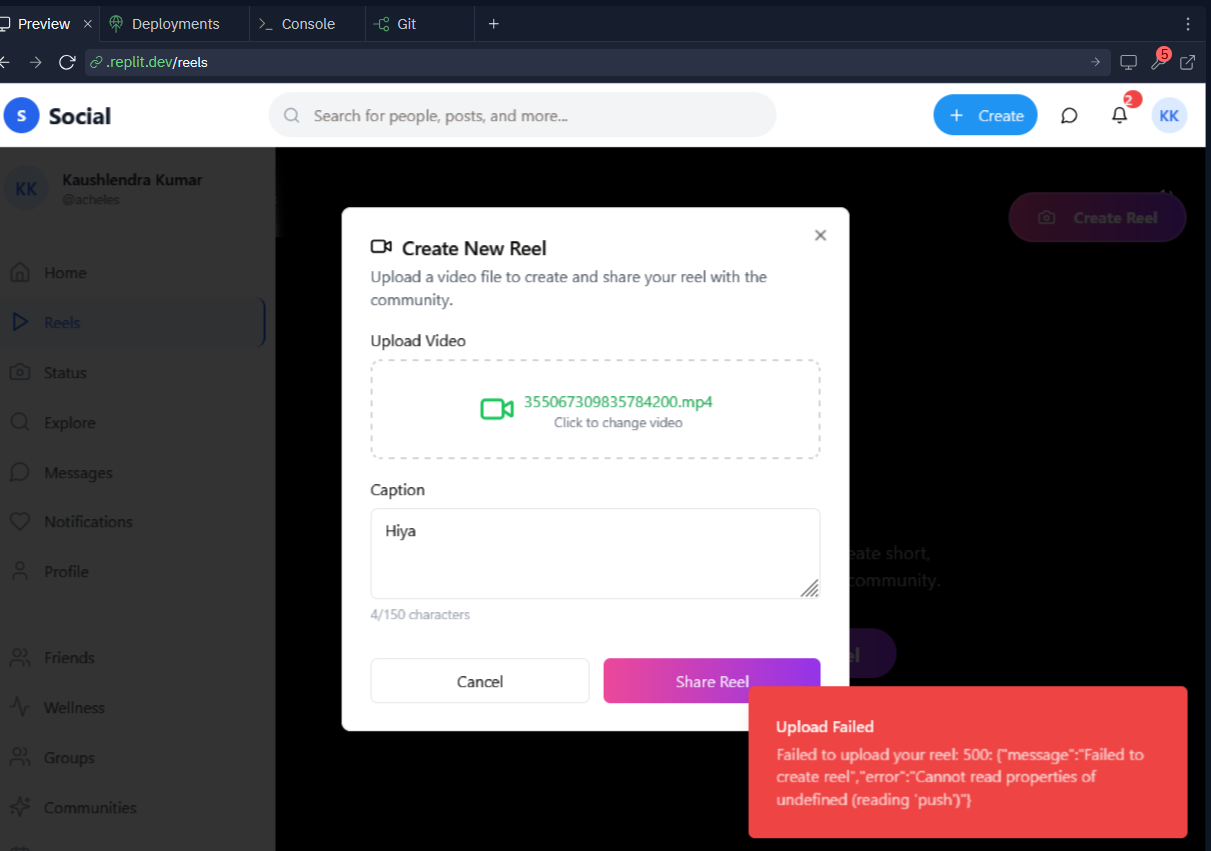 Preview
Deployments
Console
Git
.replit.dev/reels
5
S
Social
Search for people, posts, and more...
Create
2
KK
KK
Kaushlendra Kumar
@acheles
Create Reel
Home
Reels
Status
Explore
Messages
Notifications
Profile
Friends
Wellness
Groups
Communities
Create New Reel
Upload a video file to create and share your reel with the
community.
Upload Video
355067309835784200.mp4
Click to change video
Caption
Hiya
4/150 characters
Cancel
Share Reel
short,
community.
Upload Failed
Failed to upload your reel: 500: {"message":"Failed to
create reel","error":"Cannot read properties of
undefined (reading 'push')"}